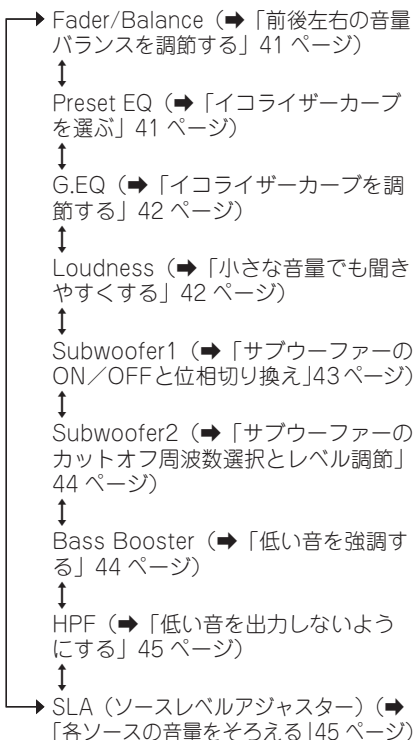 Fader/Balance（➡「前後左右の音量
バランスを調節する」41 ページ）
Preset EQ（➡「イコライザーカーブ
を選ぶ」41 ページ）
G.EQ（➡「イコライザーカーブを調
節する」42 ページ）
Loudness（➡「小さな音量でも聞き
やすくする」42 ページ）
Subwoofer1（➡「サブウーファーの
ON／OFFと位相切り換え」43ページ）
Subwoofer2（➡「サブウーファーの
カットオフ周波数選択とレベル調節」
44 ページ）
Bass Booster（➡「低い音を強調す
る」44 ページ）
HPF（➡「低い音を出力しないよう
にする」45 ページ）
SLA（ソースレベルアジャスター）（➡
「各ソースの音量をそろえる」45 ページ）